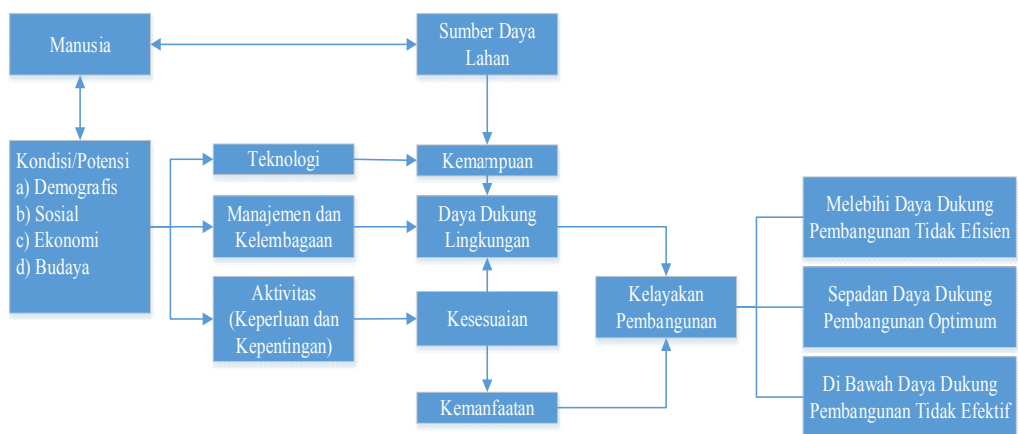 Manusia
Sumber Daya
Lahan
Kondisi/Potensi
a) Demografis
b) Sosial
c) Ekonomi
d) Budaya
Teknologi
Manajemen dan
Kelembagaan
Aktivitas
(Keperluan dan
Kepentingan)
Kemampuan
Daya Dukung
Lingkungan
Kesesuaian
Kemanfaatan
Kelayakan
Pembangunan
Melebihi Daya Dukung
Pembangunan Tidak Efisien
Sepadan Daya Dukung
Pembangunan Optimum
Di Bawah Daya Dukung
Pembangunan Tidak Efektif